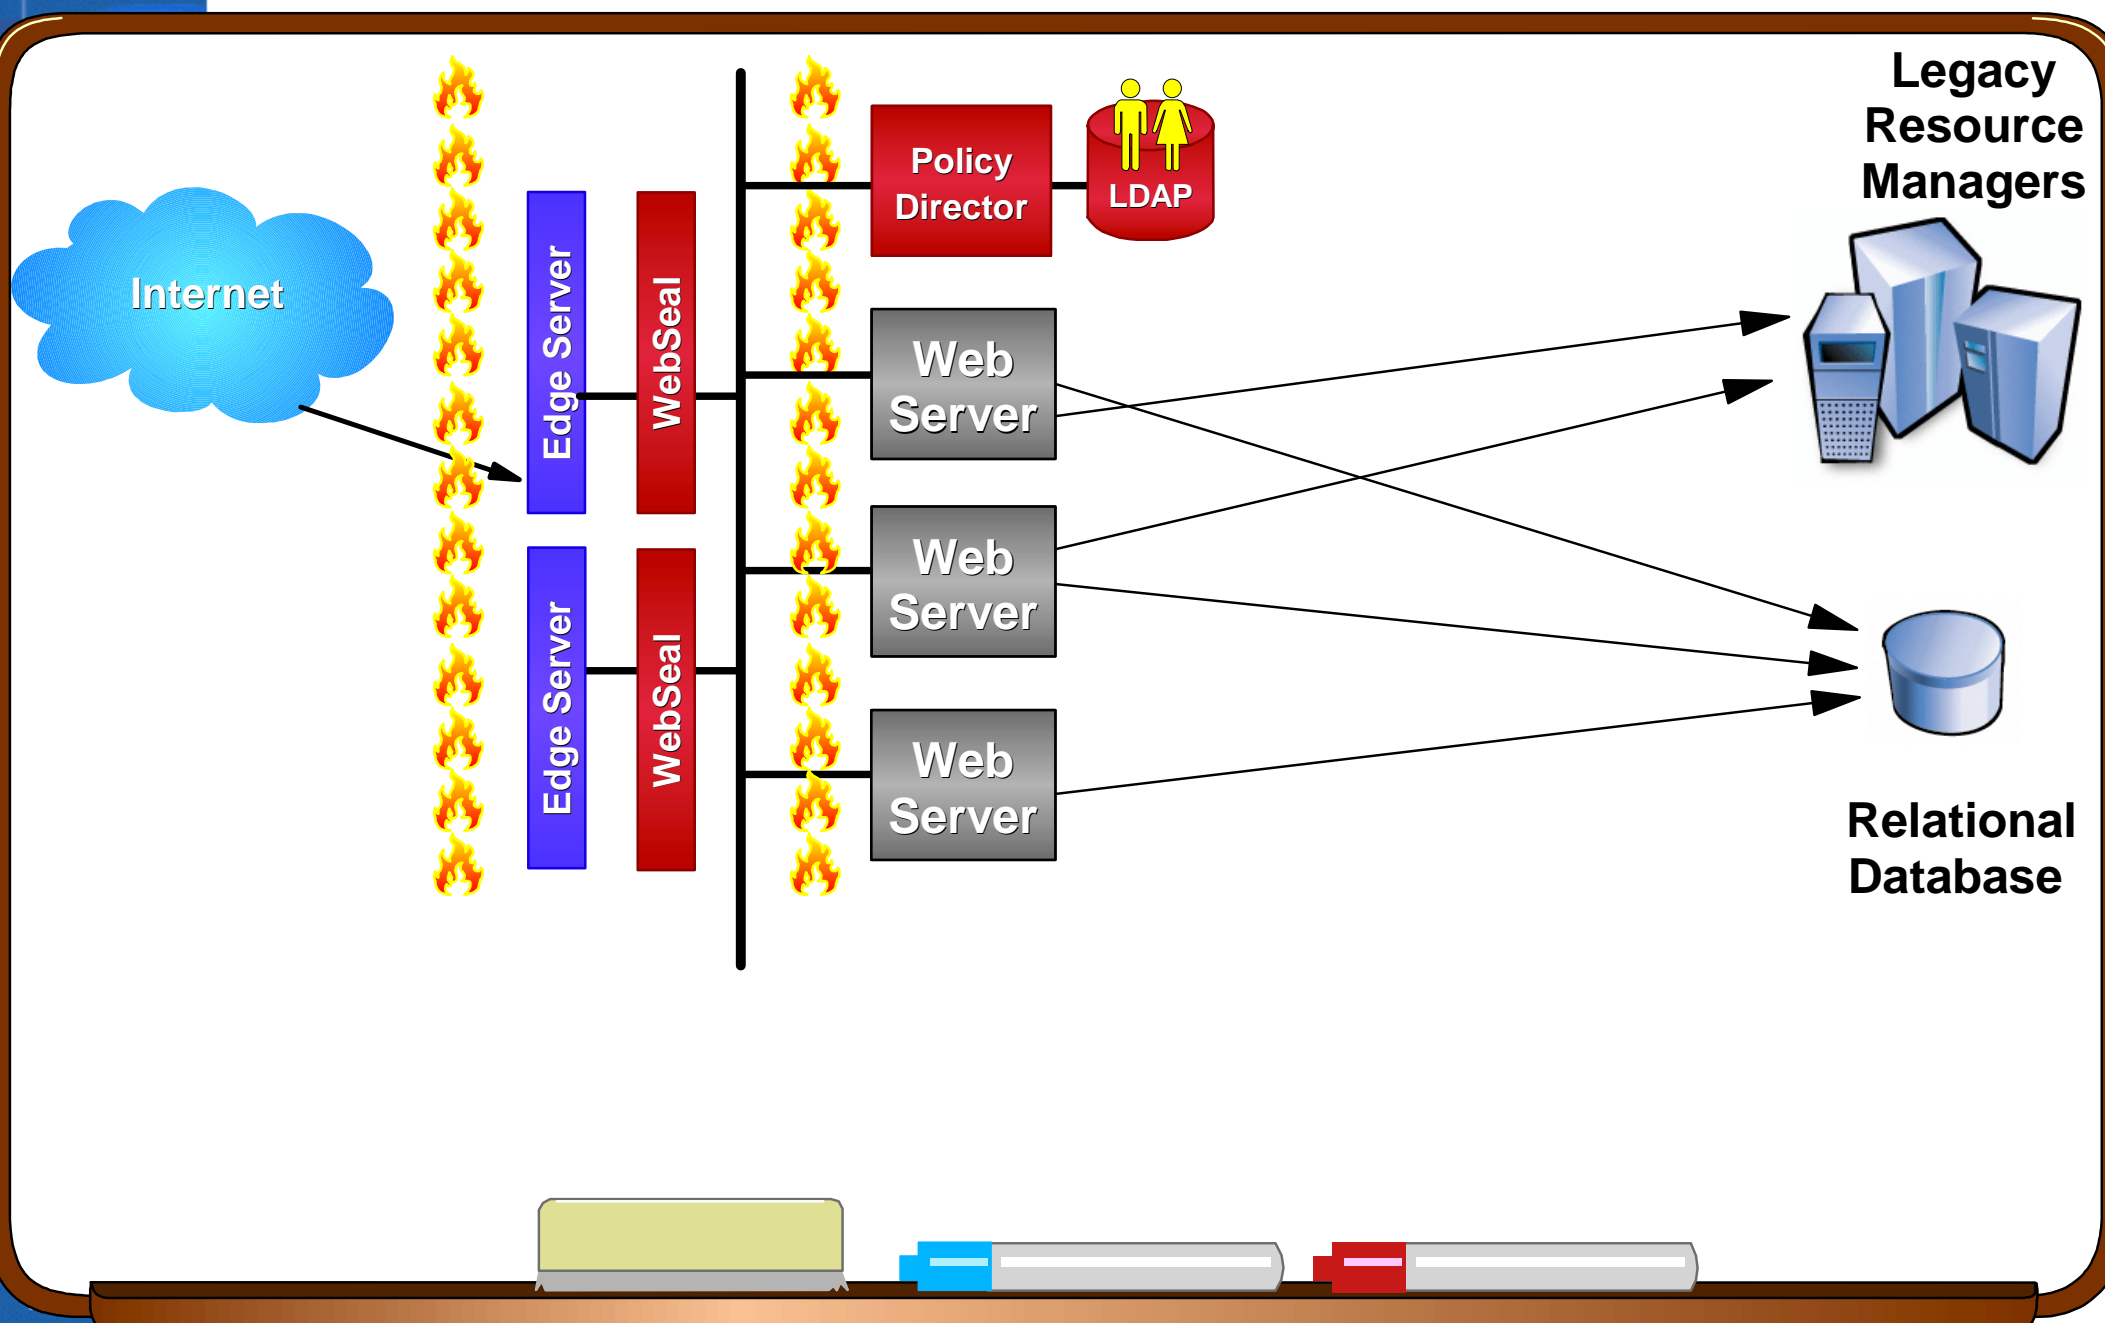 Internet
Edge Server
WebSeal
Edge Server
WebSeal
Policy
Director
LDAP
Web
Server
Web
Server
Web
Server
Legacy
Resource
Managers
Relational
Database